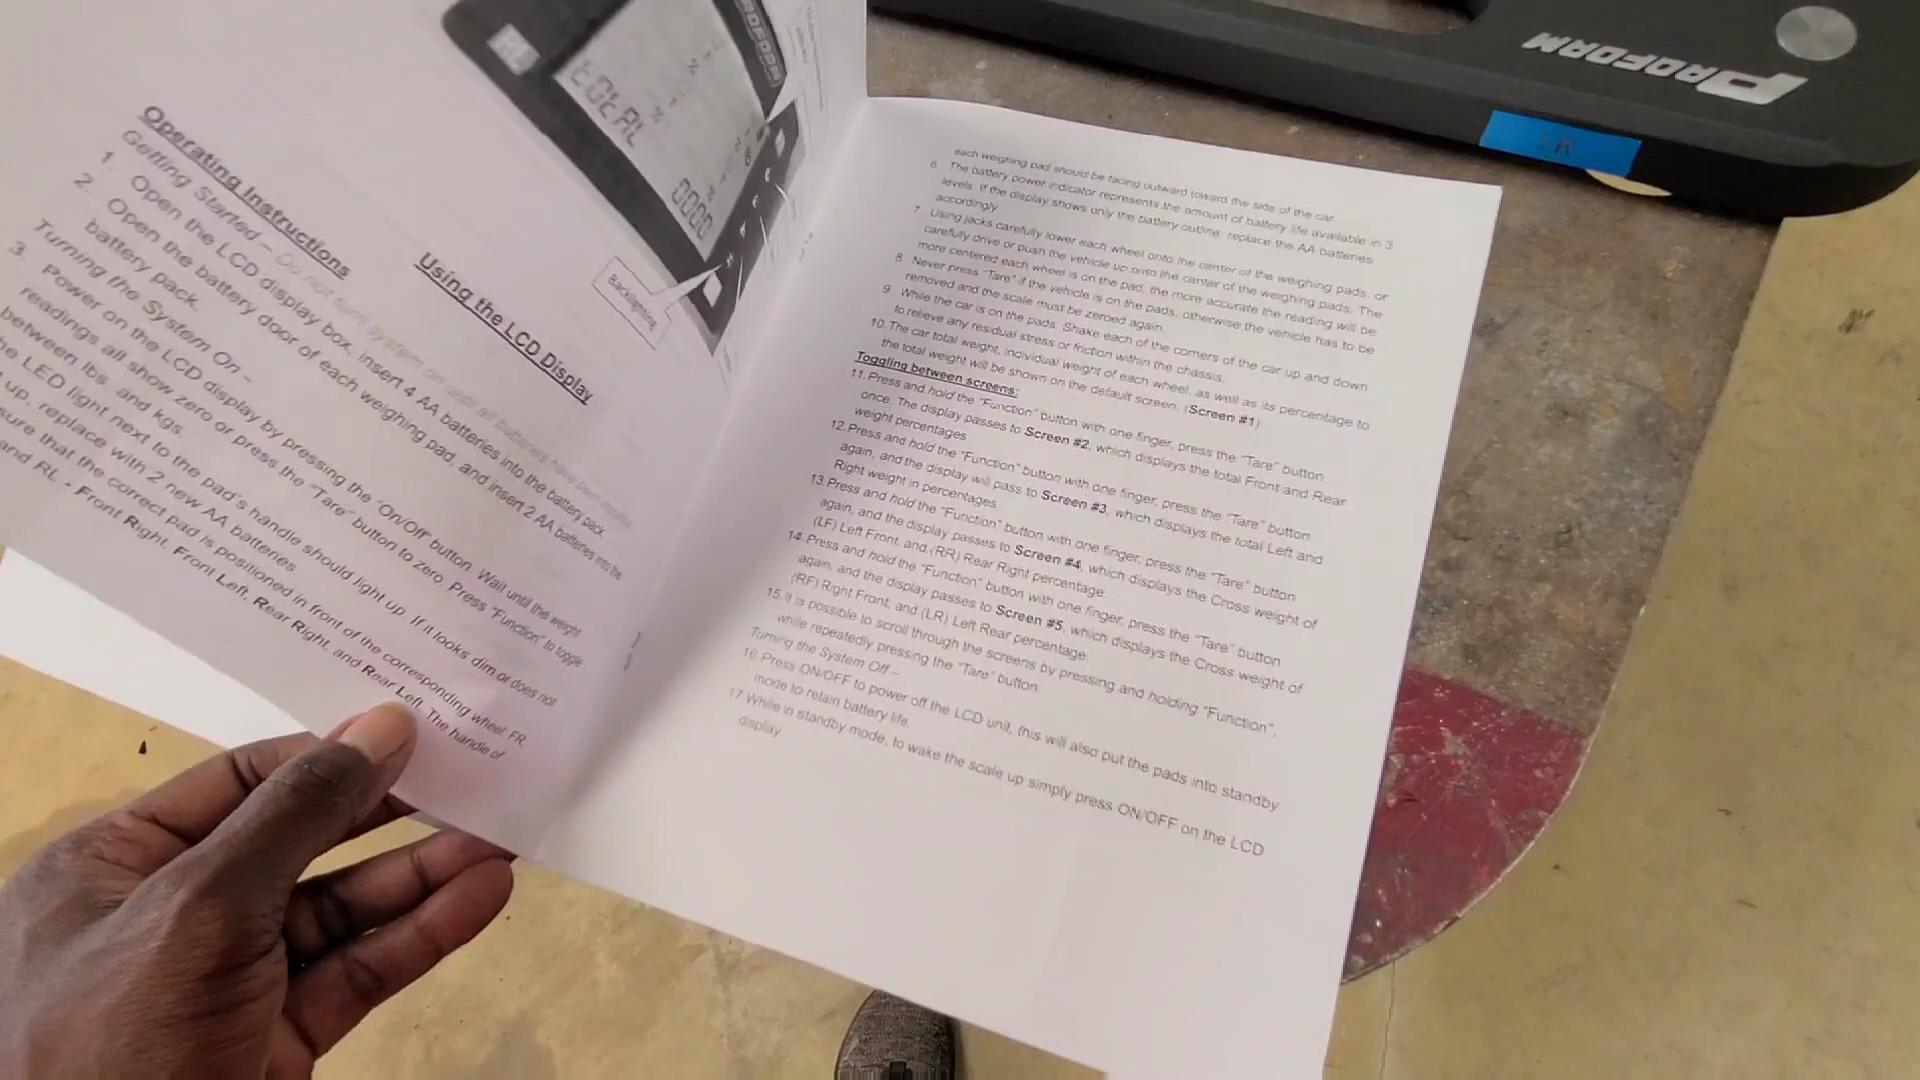 PROFORM
tOtAL
0000
Backlighting
Using the LCD Display
Operating Instructions
Getting Started – Do not turn system on until all batteries have been
1. Open the LCD display box, insert 4 AA batteries into the battery pack.
2. Open the battery door of each weighing pad, and insert 2 AA batteries into the
battery pack.
Turning the System On –
3. Power on the LCD display by pressing the "On/Off" button. Wait until the weight
readings all show zero or press the "Tare" button to zero. Press "Function" to toggle
between lbs. and kgs.
LED light next to the pad's handle should light up. If it looks dim or does not
up, replace with 2 new AA batteries
sure that the correct pad is positioned in front of the corresponding wheel: FR,
and RL - Front Right, Front Left, Rear Right, and Rear Left. The handle of
each weighing pad should be facing outward toward the side of the car
6. The battery power indicator represents the amount of battery life available in 3
levels. If the display shows only the battery outline, replace the AA batteries
accordingly
7. Using jacks carefully lower each wheel onto the center of the weighing pads, or
carefully drive or push the vehicle up onto the center of the weighing pads. The
more centered each wheel is on the pad, the more accurate the reading will be
8. Never press "Tare" if the vehicle is on the pads, otherwise the vehicle has to be
removed and the scale must be zeroed again.
9. While the car is on the pads. Shake each of the corners of the car up and down
to relieve any residual stress or friction within the chassis.
10. The car total weight, individual weight of each wheel, as well as its percentage to
the total weight will be shown on the default screen. (Screen #1)
Toggling between screens:
11. Press and hold the "Function" button with one finger, press the "Tare" button
once. The display passes to Screen #2, which displays the total Front and Rear
weight percentages
12. Press and hold the "Function" button with one finger, press the "Tare" button
again, and the display will pass to Screen #3, which displays the total Left and
Right weight in percentages.
13. Press and hold the "Function" button with one finger, press the "Tare" button
again, and the display passes to Screen #4, which displays the Cross weight of
(LF) Left Front, and (RR) Rear Right percentage.
14. Press and hold the "Function" button with one finger, press the "Tare" button
again, and the display passes to Screen #5, which displays the Cross weight of
(RF) Right Front, and (LR) Left Rear percentage.
15. It is possible to scroll through the screens by pressing and holding "Function",
while repeatedly pressing the "Tare" button.
Turning the System Off –
16. Press ON/OFF to power off the LCD unit, this will also put the pads into standby
mode to retain battery life.
17. While in standby mode, to wake the scale up simply press ON/OFF on the LCD
display
PROFORM